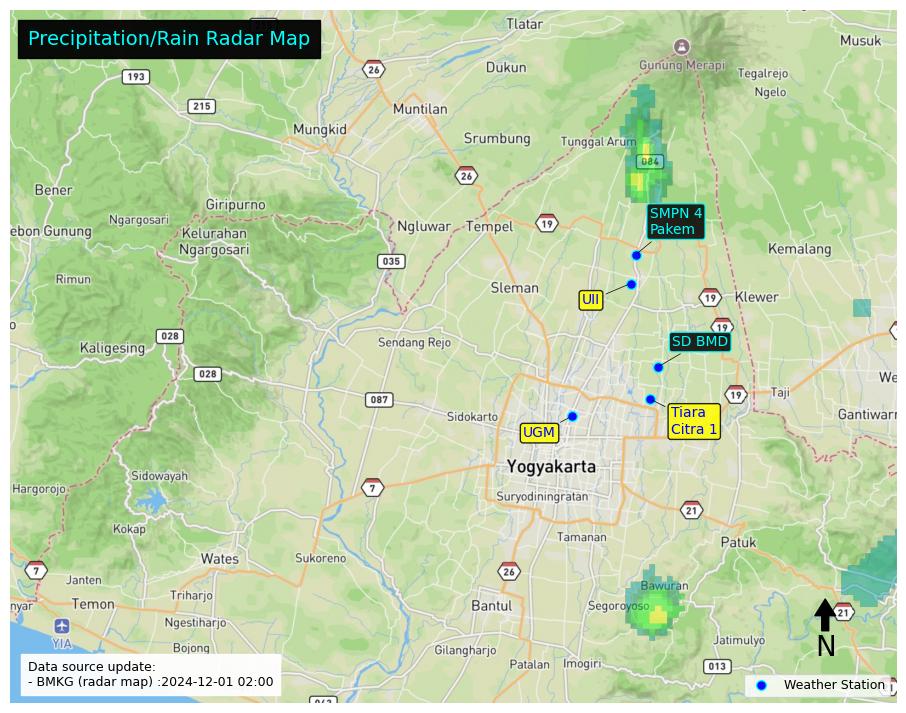 Precipitation/Rain Radar Map
Tlatar
Musuk
26
Dukun
Gunung Merapi
193
Tegalrejo
Ngelo
215
Muntilan
Mungkid
Srumbung
Tunggal Arum
084
26
Bener
Giripurno
SMPN 4
Pakem
Ngargosari
Ngluwar
Tempel
19
ebon Gunung
Kelurahan
Ngargosari
Kemalang
035
Rimun
Sleman
UII
19
Klewer
19
028
Kaligesing
Sendang Rejo
SD BMD
028
We
087
19
Taji
Sidokarto
Tiara
Citra 1
Gantiwarn
UGM
Yogyakarta
Sidowayah
Hargorojo
7
Suryodiningratan
21
Kokap
Tamanan
Patuk
Wates
Sukoreno
7
26
Janten
Bawuran
nyar
Temon
Triharjo
Bantul
Segoroyoso
21
Ngestiharjo
YIA
Jatimulyo
N
Bojong
Gilangharjo
Patalan
Imogiri
013
Data source update:
- BMKG (radar map) :2024-12-01 02:00
Weather Station